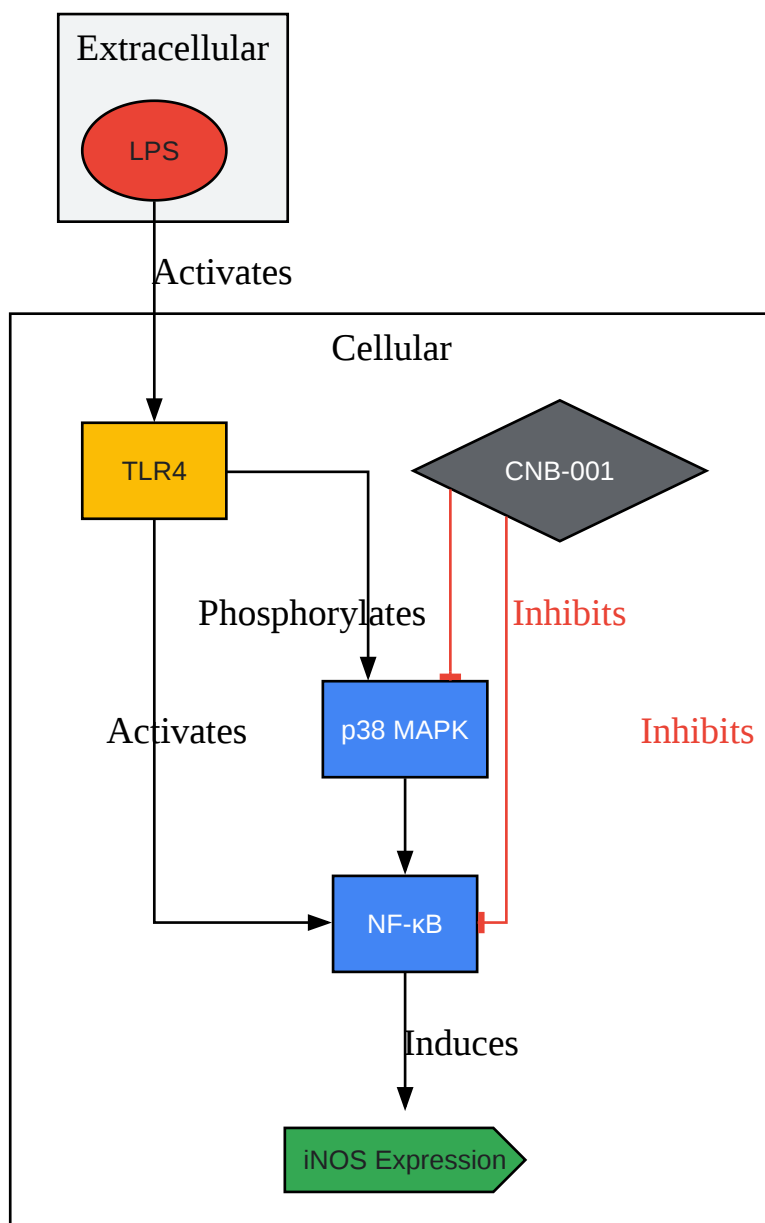 Extracellular
LPS
Activates
Cellular
TLR4
CNB-001
Phosphorylates
Inhibits
Activates
p38 MAPK
Inhibits
NF-κB
Induces
iNOS Expression